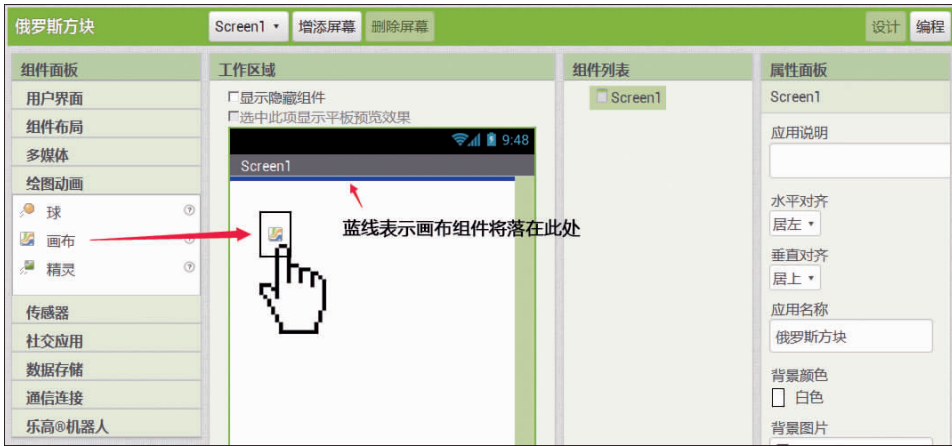 俄罗斯方块 Screen1 增添屏幕 删除屏幕 设计 编程
组件面板
用户界面
组件布局
多媒体
绘图动画
球
画布
精灵
传感器
社交应用
数据存储
通信连接
乐高®机器人
工作区域
显示隐藏组件
选中此项显示平板预览效果
9:48
Screen1
蓝线表示画布组件将落在此处
组件列表
Screen1
属性面板
Screen1
应用说明
水平对齐
居左
垂直对齐
居上
应用名称
俄罗斯方块
背景颜色
白色
背景图片